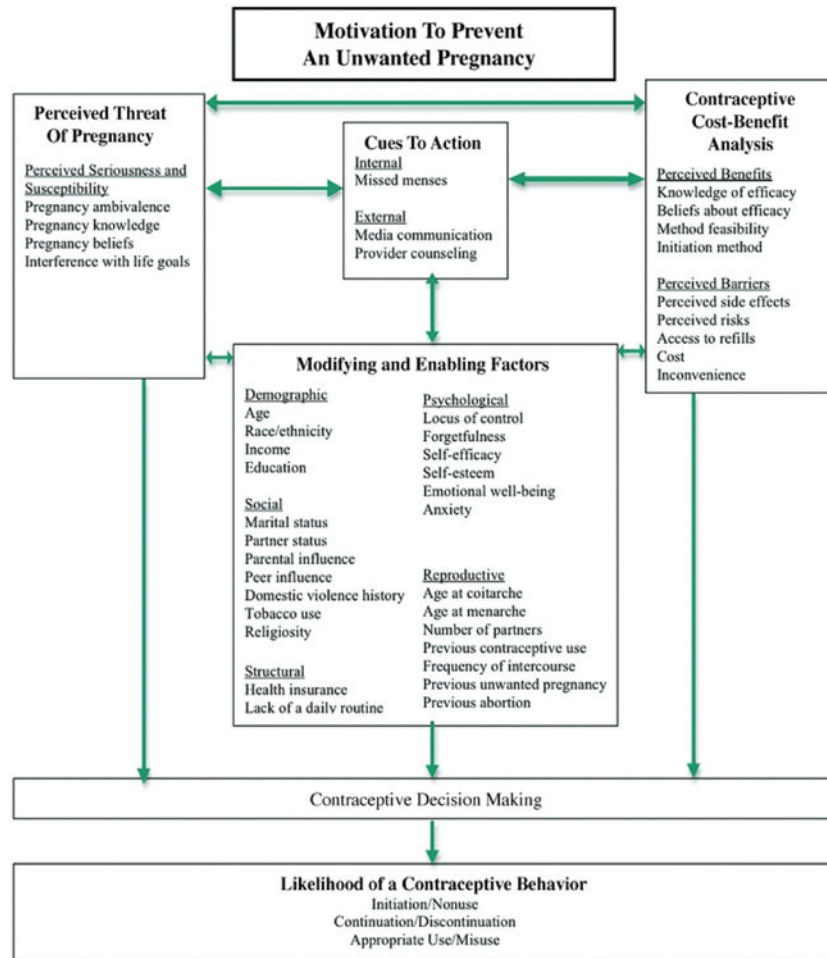 Motivation To Prevent
An Unwanted Pregnancy
Perceived Threat
Of Pregnancy
Perceived Seriousness and
Susceptibility
Pregnancy ambivalence
Pregnancy knowledge
Pregnancy beliefs
Interference with life goals
Cues To Action
Internal
Missed menses
External
Media communication
Provider counseling
Contraceptive
Cost-Benefit
Analysis
Perceived Benefits
Knowledge of efficacy
Beliefs about efficacy
Method feasibility
Initiation method
Perceived Barriers
Perceived side effects
Perceived risks
Access to refills
Cost
Inconvenience
Modifying and Enabling Factors
Demographic
Age
Race/ethnicity
Income
Education
Social
Marital status
Partner status
Parental influence
Peer influence
Domestic violence history
Tobacco use
Religiosity
Structural
Health insurance
Lack of a daily routine
Psychological
Locus of control
Forgetfulness
Self-efficacy
Self-esteem
Emotional well-being
Anxiety
Reproductive
Age at coitarche
Age at menarche
Number of partners
Previous contraceptive use
Frequency of intercourse
Previous unwanted pregnancy
Previous abortion
Contraceptive Decision Making
Likelihood of a Contraceptive Behavior
Initiation/Nonuse
Continuation/Discontinuation
Appropriate Use/Misuse